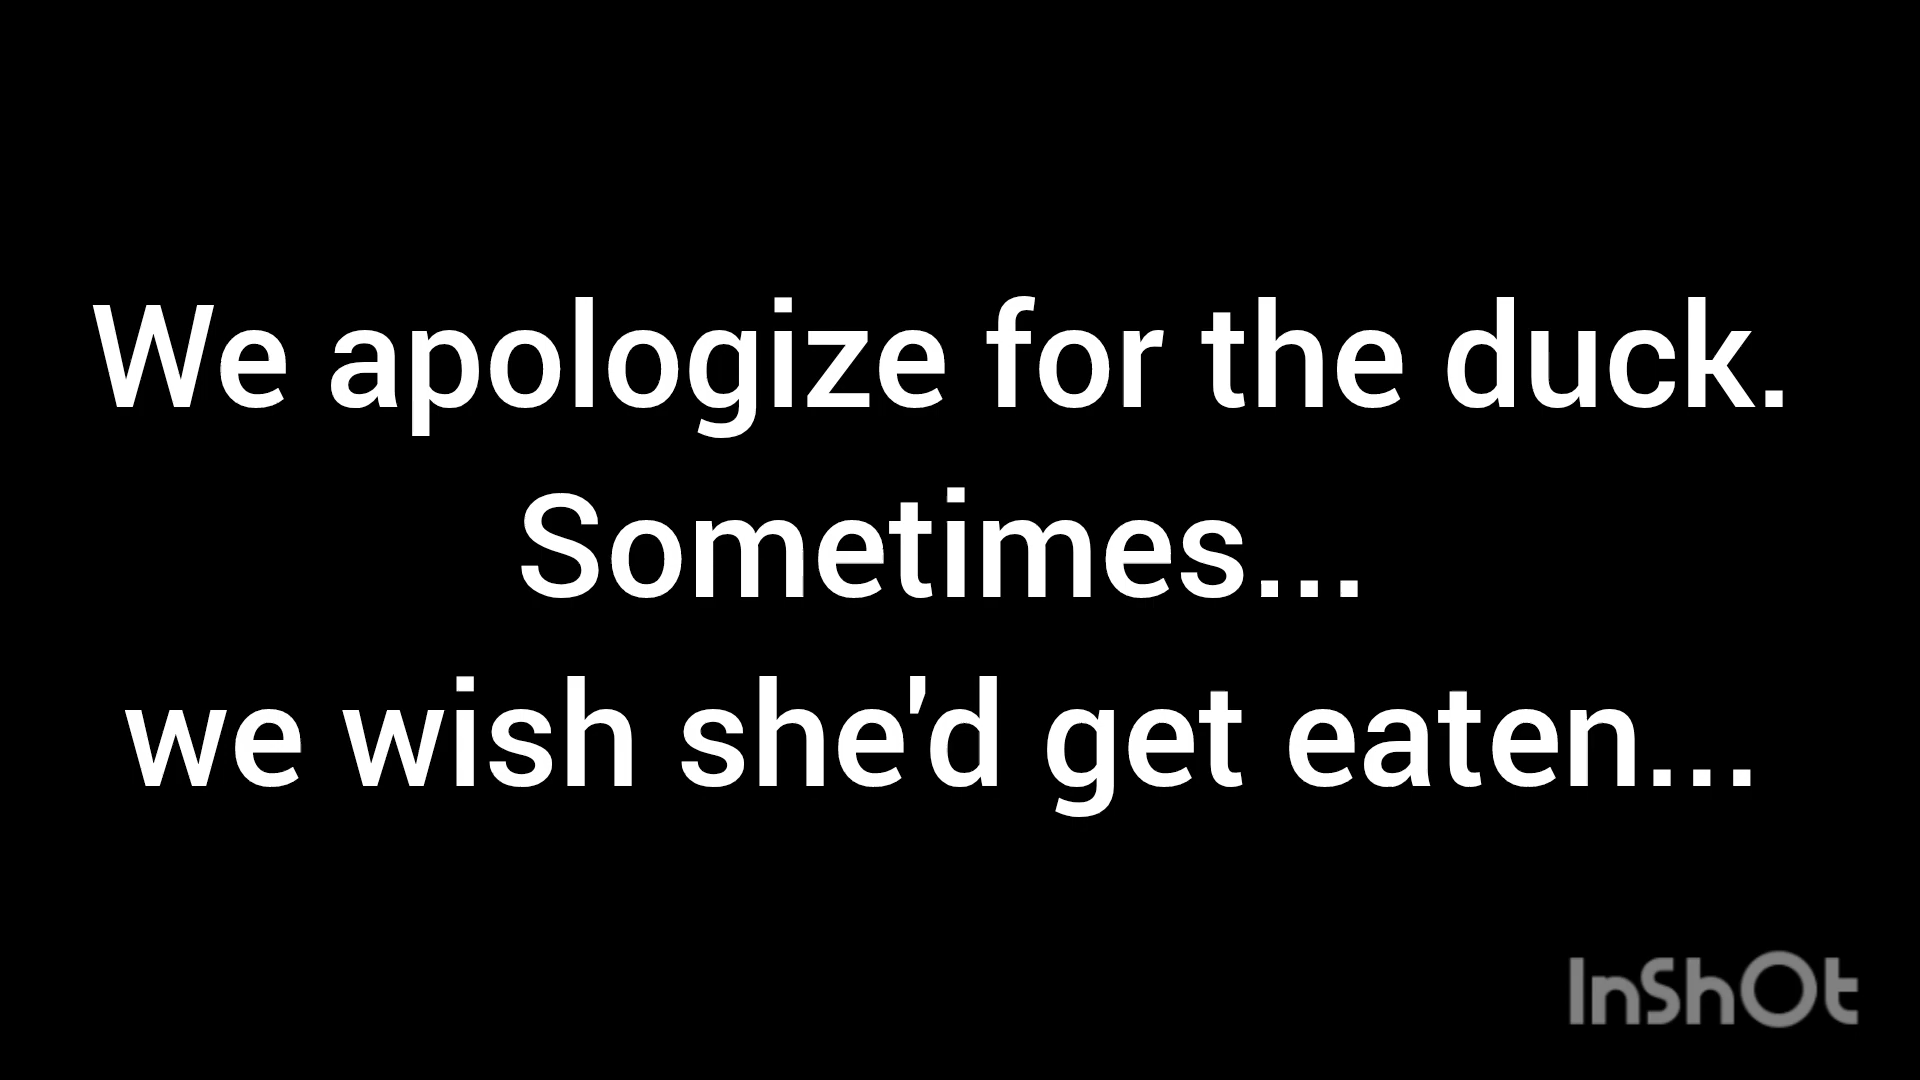 We apologize for the duck.
Sometimes...
we wish she'd get eaten...
InShOt